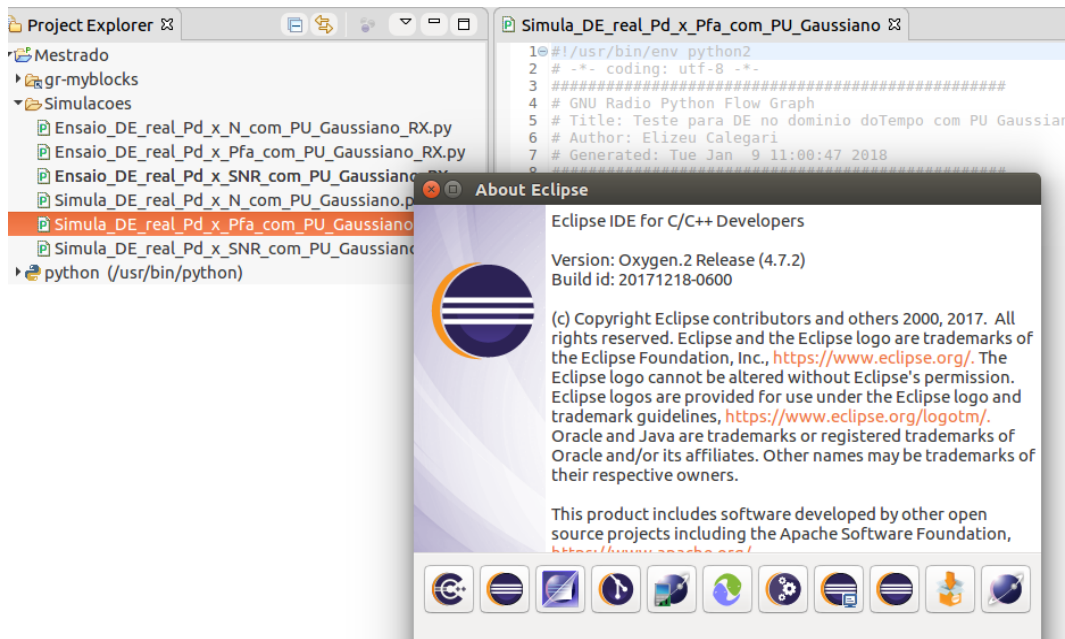 Project Explorer
Mestrado
gr-myblocks
Simulacoes
Ensaio_DE_real_Pd_x_N_com_PU_Gaussiano_RX.py
Ensaio_DE_real_Pd_x_Pfa_com_PU_Gaussiano_RX.py
Ensaio_DE_real_Pd_x_SNR_com_PU_Gaussiano
Simula_DE_real_Pd_x_N_com_PU_Gaussiano.p
Simula_DE_real_Pd_x_Pfa_com_PU_Gaussiano
Simula_DE_real_Pd_x_SNR_com_PU_Gaussiano
python (/usr/bin/python)
Simula_DE_real_Pd_x_Pfa_com_PU_Gaussiano
1 #!/usr/bin/env python2
2 # -*- coding: utf-8 -*-
3 ##################################################
4 # GNU Radio Python Flow Graph
5 # Title: Teste para DE no dominio doTempo com PU Gaussian
6 # Author: Elizeu Calegari
7 # Generated: Tue Jan  9 11:00:47 2018
8 ##################################################
About Eclipse
Eclipse IDE for C/C++ Developers
Version: Oxygen.2 Release (4.7.2)
Build id: 20171218-0600
(c) Copyright Eclipse contributors and others 2000, 2017.  All
rights reserved. Eclipse and the Eclipse logo are trademarks of
the Eclipse Foundation, Inc., https://www.eclipse.org/. The
Eclipse logo cannot be altered without Eclipse's permission.
Eclipse logos are provided for use under the Eclipse logo and
trademark guidelines, https://www.eclipse.org/logotm/.
Oracle and Java are trademarks or registered trademarks of
Oracle and/or its affiliates. Other names may be trademarks of
their respective owners.
This product includes software developed by other open
source projects including the Apache Software Foundation,
https://www.apache.org/